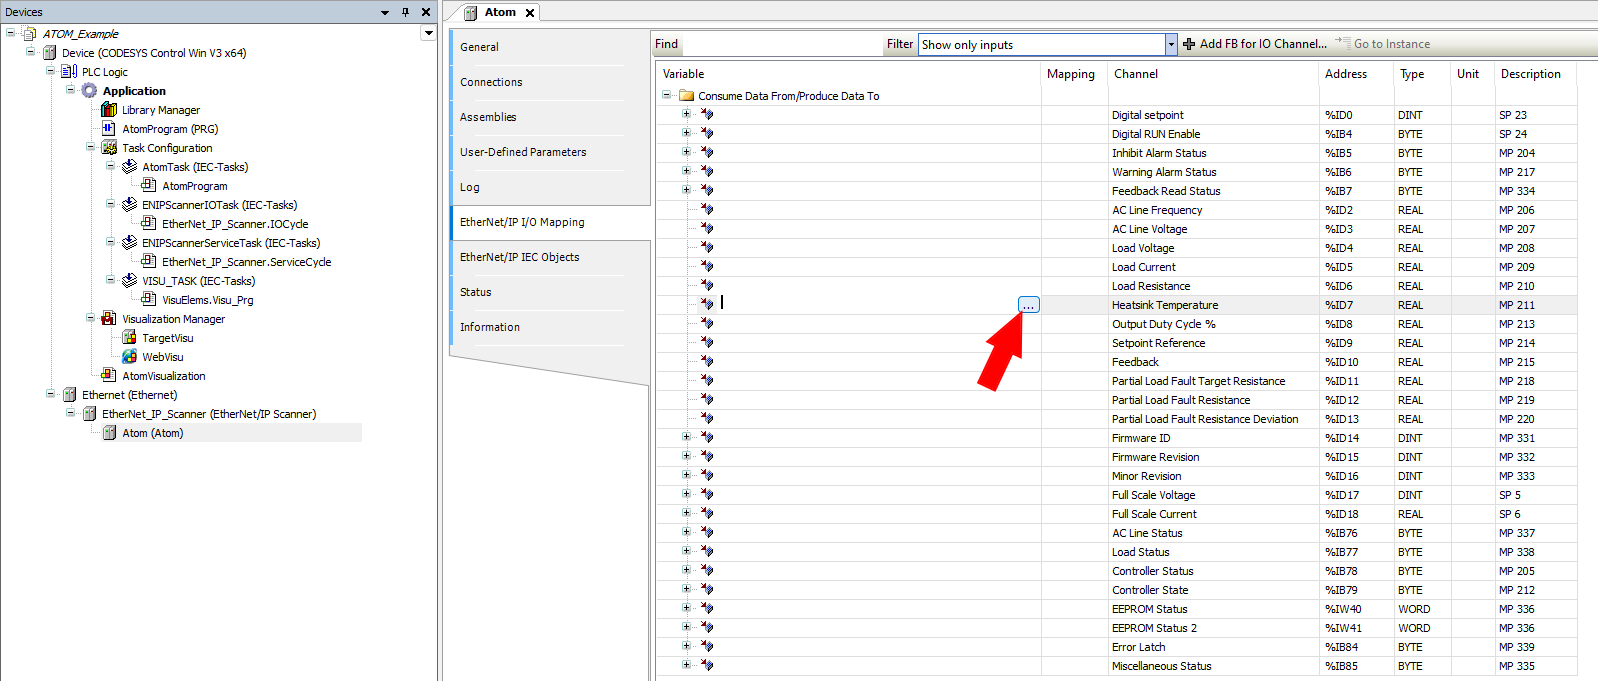 Devices
ATOM_Example
Device (CODESYS Control Win V3 x64)
PLC Logic
Application
Library Manager
AtomProgram (PRG)
Task Configuration
AtomTask (IEC-Tasks)
AtomProgram
ENIPScannerIOTask (IEC-Tasks)
EtherNet_IP_Scanner.IOCycle
ENIPScannerServiceTask (IEC-Tasks)
EtherNet_IP_Scanner.ServiceCycle
VISU_TASK (IEC-Tasks)
VisuElems.Visu_Prg
Visualization Manager
TargetVisu
WebVisu
AtomVisualization
Ethernet (Ethernet)
EtherNet_IP_Scanner (EtherNet/IP Scanner)
Atom (Atom)
Atom
General
Connections
Assemblies
User-Defined Parameters
Log
EtherNet/IP I/O Mapping
EtherNet/IP IEC Objects
Status
Information
Find Filter Show only inputs Add FB for IO Channel... Go to Instance
Variable Mapping Channel Address Type Unit Description
Consume Data From/Produce Data To
Digital setpoint %ID0 DINT SP 23
Digital RUN Enable %IB4 BYTE SP 24
Inhibit Alarm Status %IB5 BYTE MP 204
Warning Alarm Status %IB6 BYTE MP 217
Feedback Read Status %IB7 BYTE MP 334
AC Line Frequency %ID2 REAL MP 206
AC Line Voltage %ID3 REAL MP 207
Load Voltage %ID4 REAL MP 208
Load Current %ID5 REAL MP 209
Load Resistance %ID6 REAL MP 210
... Heatsink Temperature %ID7 REAL MP 211
Output Duty Cycle % %ID8 REAL MP 213
Setpoint Reference %ID9 REAL MP 214
Feedback %ID10 REAL MP 215
Partial Load Fault Target Resistance %ID11 REAL MP 218
Partial Load Fault Resistance %ID12 REAL MP 219
Partial Load Fault Resistance Deviation %ID13 REAL MP 220
Firmware ID %ID14 DINT MP 331
Firmware Revision %ID15 DINT MP 332
Minor Revision %ID16 DINT MP 333
Full Scale Voltage %ID17 DINT SP 5
Full Scale Current %ID18 REAL SP 6
AC Line Status %IB76 BYTE MP 337
Load Status %IB77 BYTE MP 338
Controller Status %IB78 BYTE MP 205
Controller State %IB79 BYTE MP 212
EEPROM Status %IW40 WORD MP 336
EEPROM Status 2 %IW41 WORD MP 336
Error Latch %IB84 BYTE MP 339
Miscellaneous Status %IB85 BYTE MP 335